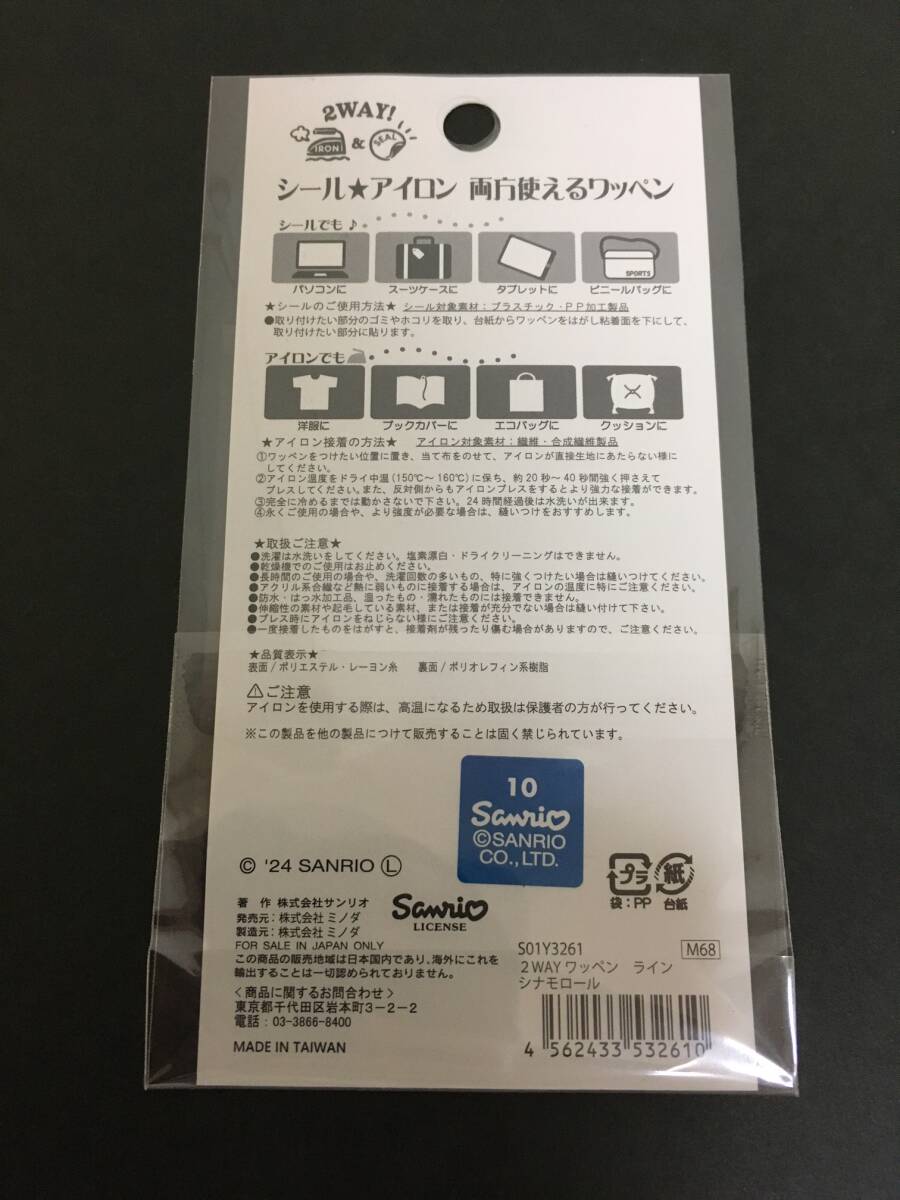 2WAY!
IRON & SEAL
シール★アイロン 両方使えるワッペン
シールでも♪
SPORTS
パソコンに スーツケースに タブレットに ビニールバッグに
★シールのご使用方法★ シール対象素材：プラスチック・PP加工製品
●取り付けたい部分のゴミやホコリを取り、台紙からワッペンをはがし粘着面を下にして、
取り付けたい部分に貼ります。
アイロンでも
洋服に ブックカバーに エコバッグに クッションに
★アイロン接着の方法★ アイロン対象素材：繊維・合成繊維製品
①ワッペンをつけたい位置に置き、当て布をのせて、アイロンが直接生地にあたらない様に
してください。
②アイロン温度をドライ中温(150℃～160℃)に保ち、約20秒～40秒間強く押さえて
プレスしてください。また、反対側からもアイロンプレスをするとより強力な接着ができます。
③完全に冷めるまでは動かさないで下さい。24時間経過後は水洗いが出来ます。
④永くご使用の場合や、より強度が必要な場合は、縫いつけをおすすめします。
★取扱ご注意★
●洗濯は水洗いをしてください。塩素漂白・ドライクリーニングはできません。
●乾燥機でのご使用はお止めください。
●長時間のご使用の場合や、洗濯回数の多いもの、特に強くつけたい場合は縫いつけてください。
●アクリル系合繊など熱に弱いものに接着する場合は、アイロンの温度に特にご注意ください。
●防水・はっ水加工品、湿ったもの・濡れたものには接着できません。
●伸縮性の素材や起毛している素材、または接着が充分でない場合は縫い付けて下さい。
●プレス時にアイロンをねじらない様にご注意ください。
●一度接着したものをはがすと、接着剤が残ったり傷む場合がありますので、ご注意ください。
★品質表示★
表面/ポリエステル・レーヨン糸 裏面/ポリオレフィン系樹脂
⚠ご注意
アイロンを使用する際は、高温になるため取扱は保護者の方が行ってください。
※この製品を他の製品につけて販売することは固く禁じられています。
10
Sanrio
©SANRIO
CO.,LTD.
© '24 SANRIO Ⓛ
プラ 紙
袋：PP 台紙
著 作 株式会社サンリオ
発売元：株式会社 ミノダ
製造元：株式会社 ミノダ
Sanrio
LICENSE
FOR SALE IN JAPAN ONLY
この商品の販売地域は日本国内であり、海外にこれを
輸出することは一切認められておりません。
＜商品に関するお問合わせ＞
東京都千代田区岩本町3－2－2
電話：03-3866-8400
MADE IN TAIWAN
S01Y3261 M68
2WAYワッペン ライン
シナモロール
4 562433 532610